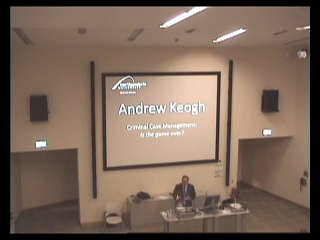 Andrew Keogh
Criminal Case Management:
Is the game over?